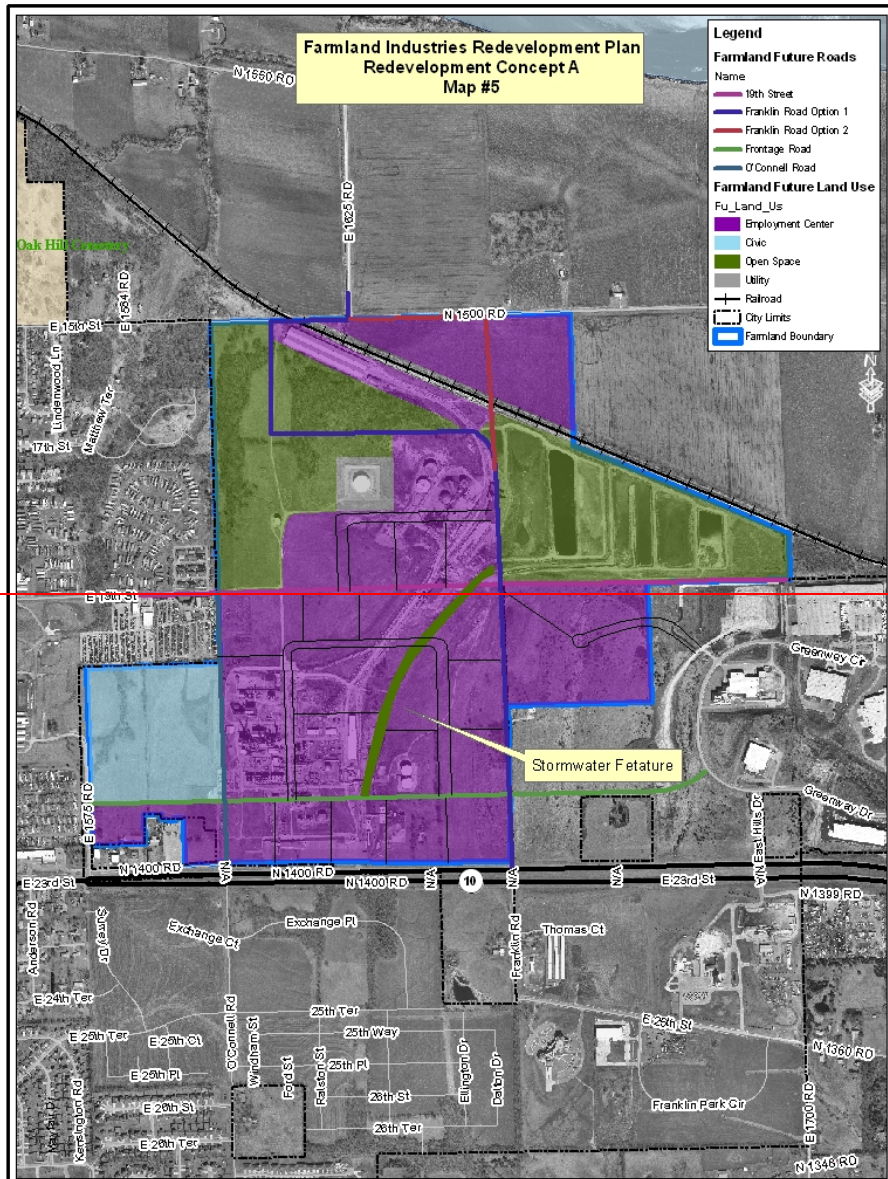 Farmland Industries Redevelopment Plan
Redevelopment Concept A
Map #5
Legend
Farmland Future Roads
Name
19th Street
Franklin Road Option 1
Franklin Road Option 2
Frontage Road
O'Connell Road
Farmland Future Land Use
Fu_Land_Us
Employment Center
Civic
Open Space
Utility
Railroad
City Limits
Farmland Boundary
N 1550 RD
E 1625 RD
Oak Hill Cemetery
E 1584 RD
N 1500 RD
E 15th St
Lindenwood Ln
Matthew Ter
17th St
E 19th St
Greenway Cir
Stormwater Fetature
E 1575 RD
Greenway Dr
East Hills Dr
N/A
N 1400 RD
N/A
N 1400 RD
N 1400 RD
N/A
10
N/A
N/A
E 23rd St
E 23rd St
N 1399 RD
Anderson Rd
Surrey Dr
Exchange Ct
Exchange Pl
Franklin Rd
Thomas Ct
E 24th Ter
25th Ter
E 25th St
E 25th Ter
E 25th Ct
O'Connell Rd
25th Way
N 1360 RD
E 25th Pl
Windham St
Ford St
Ralston St
25th Pl
Ellington Dr
Dalton Dr
E 26th St
26th St
Franklin Park Cir
Kensington Rd
E 26th Ter
26th Ter
E 1700 RD
N 1348 RD